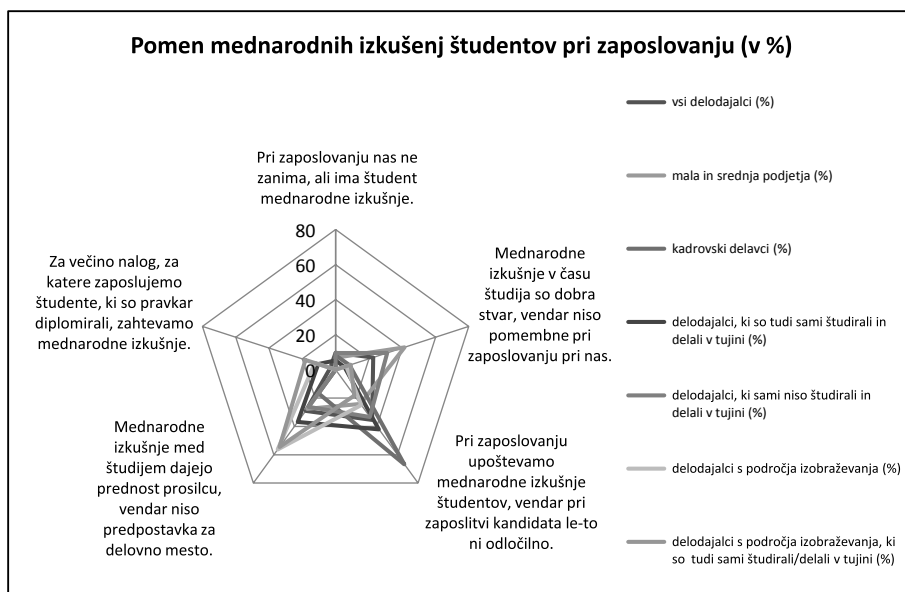 Pomen mednarodnih izkušenj študentov pri zaposlovanju (v %)
Pri zaposlovanju nas ne
zanima, ali ima študent
mednarodne izkušnje.
Mednarodne
izkušnje v času
študija so dobra
stvar, vendar niso
pomembne pri
zaposlovanju pri nas.
Pri zaposlovanju
upoštevamo
mednarodne izkušnje
študentov, vendar pri
zaposlitvi kandidata le-to
ni odločilno.
Mednarodne
izkušnje med
študijem dajejo
prednost prosilcu,
vendar niso
predpostavka za
delovno mesto.
Za večino nalog, za
katere zaposlujemo
študente, ki so pravkar
diplomirali, zahtevamo
mednarodne izkušnje.
80
60
40
20
0
vsi delodajalci (%)
mala in srednja podjetja (%)
kadrovski delavci (%)
delodajalci, ki so tudi sami študirali in
delali v tujini (%)
delodajalci, ki sami niso študirali in
delali v tujini (%)
delodajalci s področja izobraževanja (%)
delodajalci s področja izobraževanja, ki
so tudi sami študirali/delali v tujini (%)